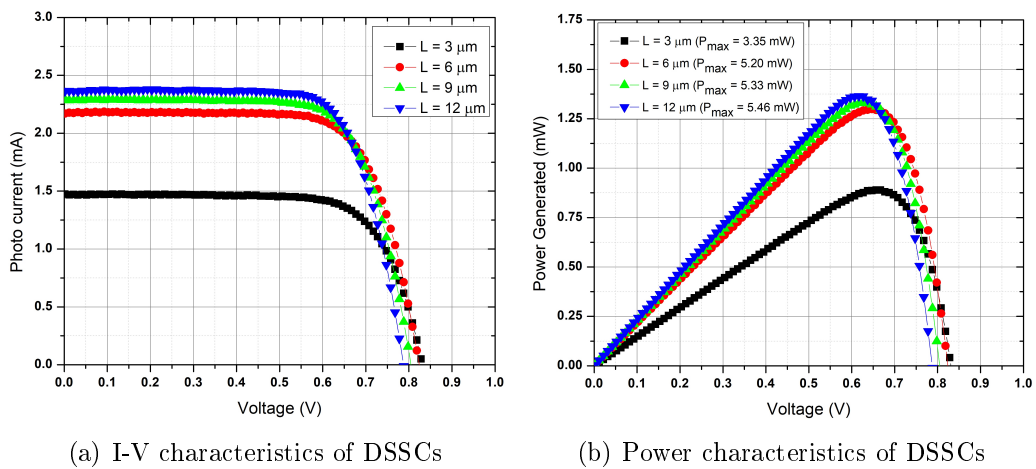 3.0
2.5
2.0
1.5
1.0
0.5
0.0
Photo current (mA)
0.0 0.1 0.2 0.3 0.4 0.5 0.6 0.7 0.8 0.9 1.0
Voltage (V)
L = 3 μm
L = 6 μm
L = 9 μm
L = 12 μm
(a) I-V characteristics of DSSCs
1.75
1.50
1.25
1.00
0.75
0.50
0.25
0.00
Power Generated (mW)
0.0 0.1 0.2 0.3 0.4 0.5 0.6 0.7 0.8 0.9 1.0
Voltage (V)
L = 3 μm (Pmax = 3.35 mW)
L = 6 μm (Pmax = 5.20 mW)
L = 9 μm (Pmax = 5.33 mW)
L = 12 μm (Pmax = 5.46 mW)
(b) Power characteristics of DSSCs